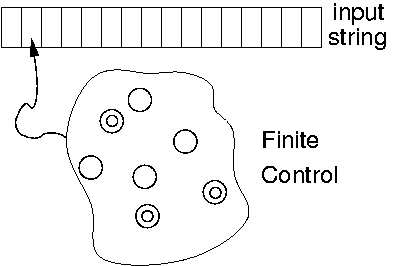 input
string
Finite
Control